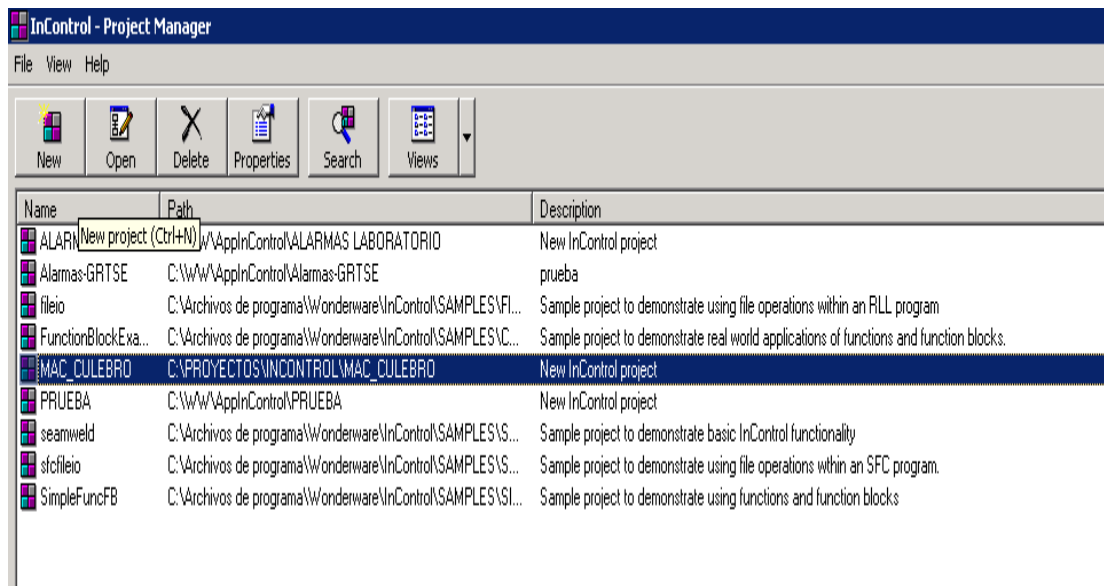 InControl - Project Manager
File View Help
New Open Delete Properties Search Views
Name Path Description
New project (Ctrl+N)
ALARM W\AppInControl\ALARMAS LABORATORIO New InControl project
Alarmas-GRTSE C:\WW\AppInControl\Alarmas-GRTSE prueba
fileio C:\Archivos de programa\Wonderware\InControl\SAMPLES\FI... Sample project to demonstrate using file operations within an RLL program
FunctionBlockExa... C:\Archivos de programa\Wonderware\InControl\SAMPLES\C... Sample project to demonstrate real world applications of functions and function blocks.
MAC_CULEBRO C:\PROYECTOS\INCONTROL\MAC_CULEBRO New InControl project
PRUEBA C:\WW\AppInControl\PRUEBA New InControl project
seamweld C:\Archivos de programa\Wonderware\InControl\SAMPLES\S... Sample project to demonstrate basic InControl functionality
sfcfileio C:\Archivos de programa\Wonderware\InControl\SAMPLES\S... Sample project to demonstrate using file operations wthin an SFC program.
SimpleFuncFB C:\Archivos de programa\Wonderware\InControl\SAMPLES\SI... Sample project to demonstrate using functions and function blocks